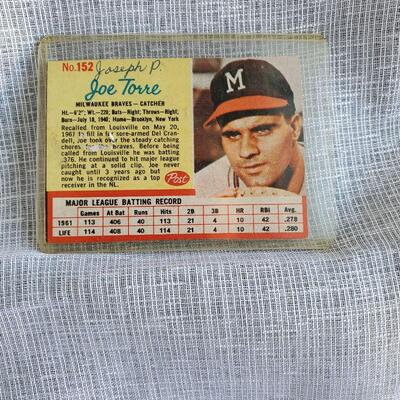 No.152 Joseph P.
Joe Torre
MILWAUKEE BRAVES—CATCHER
Ht.—6'2"; Wt.—220; Bats—Right; Throws—Right;
Born—July 18, 1940; Home—Brooklyn, New York
Recalled from Louisville on May 20,
to fill in for sore-armed Del Cran-
dell, Joe took over the steady catching
chores for the Braves. Before being
called up from Louisville he was batting
.376. He continued to hit major league
pitching at a solid clip. Joe never
caught until 3 years ago but
now he is recognized as a top
receiver in the NL.
Post
M
MAJOR LEAGUE BATTING RECORD
Games At Bat Runs Hits 2B 3B HR RBI Avg.
1961 113 406 40 113 21 4 10 42 .278
LIFE 114 408 40 114 21 4 10 42 .280